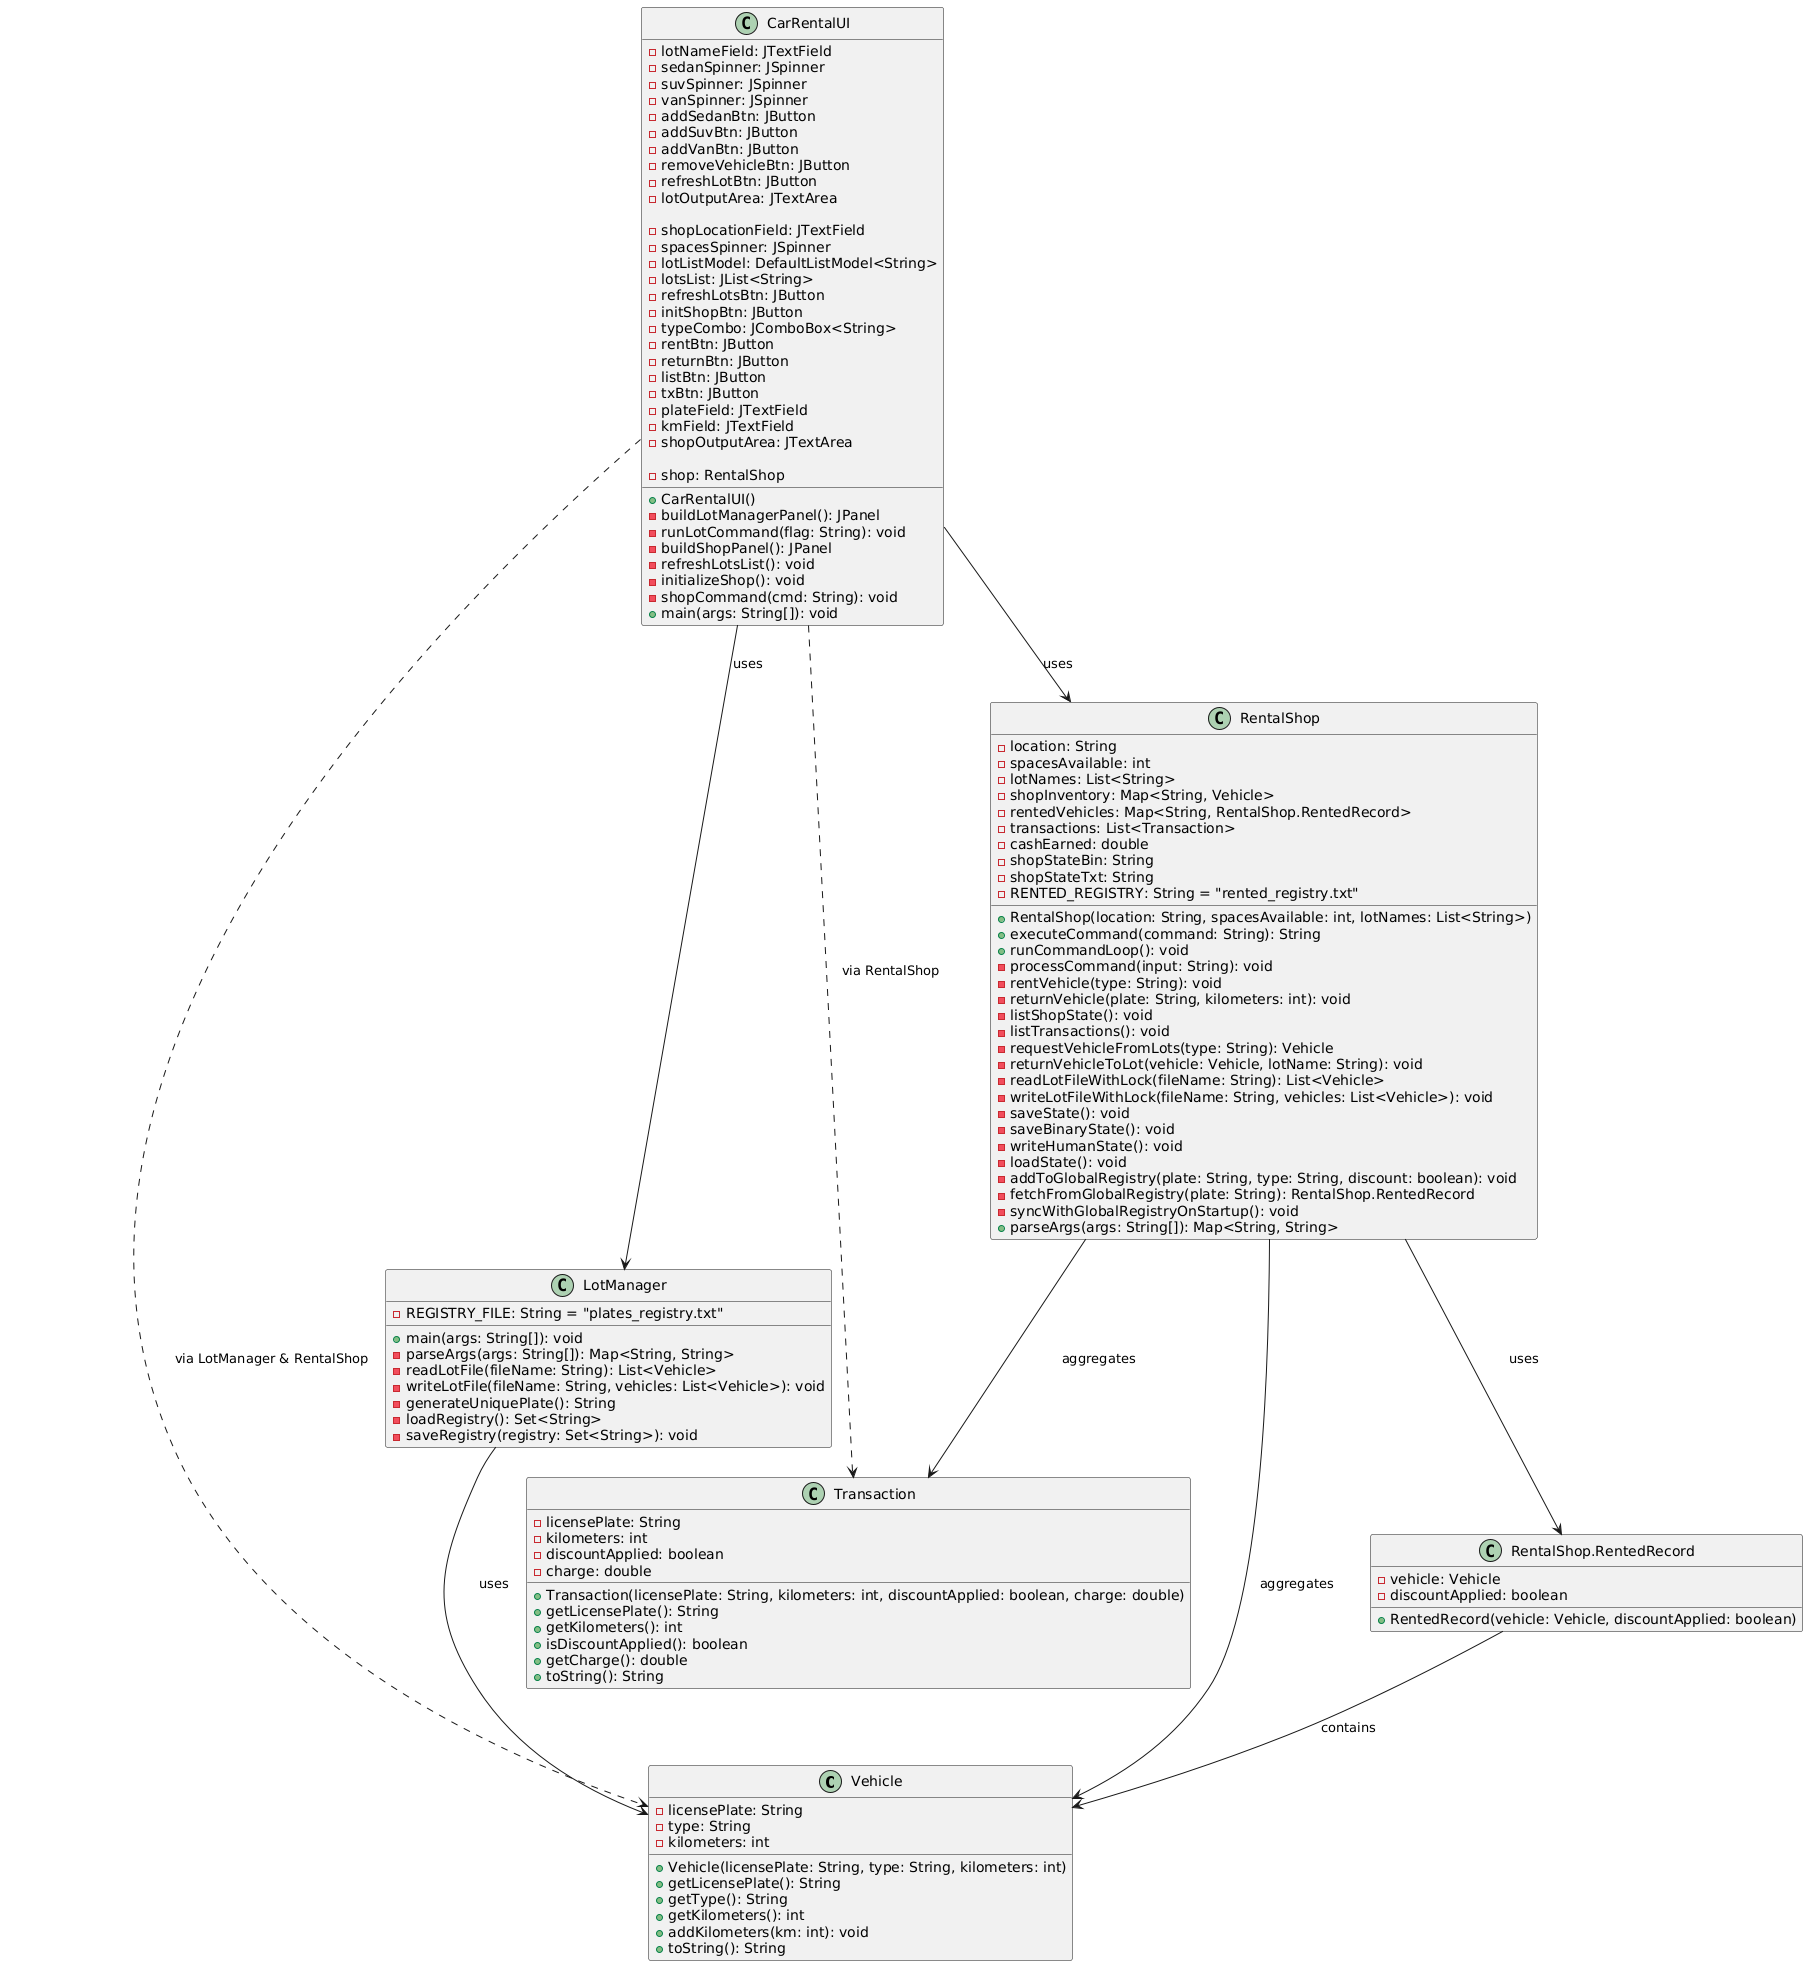 C CarRentalUI
lotNameField: JTextField
sedanSpinner: JSpinner
suvSpinner: JSpinner
vanSpinner: JSpinner
addSedanBtn: JButton
addSuvBtn: JButton
addVanBtn: JButton
removeVehicleBtn: JButton
refreshLotBtn: JButton
lotOutputArea: JTextArea
shopLocationField: JTextField
spacesSpinner: JSpinner
lotListModel: DefaultListModel<String>
lotsList: JList<String>
refreshLotsBtn: JButton
initShopBtn: JButton
typeCombo: JComboBox<String>
rentBtn: JButton
returnBtn: JButton
listBtn: JButton
txBtn: JButton
plateField: JTextField
kmField: JTextField
shopOutputArea: JTextArea
shop: RentalShop
CarRentalUI()
buildLotManagerPanel(): JPanel
runLotCommand(flag: String): void
buildShopPanel(): JPanel
refreshLotsList(): void
initializeShop(): void
shopCommand(cmd: String): void
main(args: String[]): void
uses
uses
C RentalShop
location: String
spacesAvailable: int
lotNames: List<String>
shopInventory: Map<String, Vehicle>
rentedVehicles: Map<String, RentalShop.RentedRecord>
transactions: List<Transaction>
cashEarned: double
shopStateBin: String
shopStateTxt: String
RENTED_REGISTRY: String = "rented_registry.txt"
RentalShop(location: String, spacesAvailable: int, lotNames: List<String>)
executeCommand(command: String): String
runCommandLoop(): void
processCommand(input: String): void
rentVehicle(type: String): void
returnVehicle(plate: String, kilometers: int): void
listShopState(): void
listTransactions(): void
requestVehicleFromLots(type: String): Vehicle
returnVehicleToLot(vehicle: Vehicle, lotName: String): void
readLotFileWithLock(fileName: String): List<Vehicle>
writeLotFileWithLock(fileName: String, vehicles: List<Vehicle>): void
saveState(): void
saveBinaryState(): void
writeHumanState(): void
loadState(): void
addToGlobalRegistry(plate: String, type: String, discount: boolean): void
fetchFromGlobalRegistry(plate: String): RentalShop.RentedRecord
syncWithGlobalRegistryOnStartup(): void
parseArgs(args: String[]): Map<String, String>
via RentalShop
C LotManager
REGISTRY_FILE: String = "plates_registry.txt"
main(args: String[]): void
parseArgs(args: String[]): Map<String, String>
readLotFile(fileName: String): List<Vehicle>
writeLotFile(fileName: String, vehicles: List<Vehicle>): void
generateUniquePlate(): String
loadRegistry(): Set<String>
saveRegistry(registry: Set<String>): void
via LotManager & RentalShop
aggregates
uses
C Transaction
licensePlate: String
kilometers: int
discountApplied: boolean
charge: double
Transaction(licensePlate: String, kilometers: int, discountApplied: boolean, charge: double)
getLicensePlate(): String
getKilometers(): int
isDiscountApplied(): boolean
getCharge(): double
toString(): String
C RentalShop.RentedRecord
vehicle: Vehicle
discountApplied: boolean
RentedRecord(vehicle: Vehicle, discountApplied: boolean)
uses
aggregates
contains
C Vehicle
licensePlate: String
type: String
kilometers: int
Vehicle(licensePlate: String, type: String, kilometers: int)
getLicensePlate(): String
getType(): String
getKilometers(): int
addKilometers(km: int): void
toString(): String